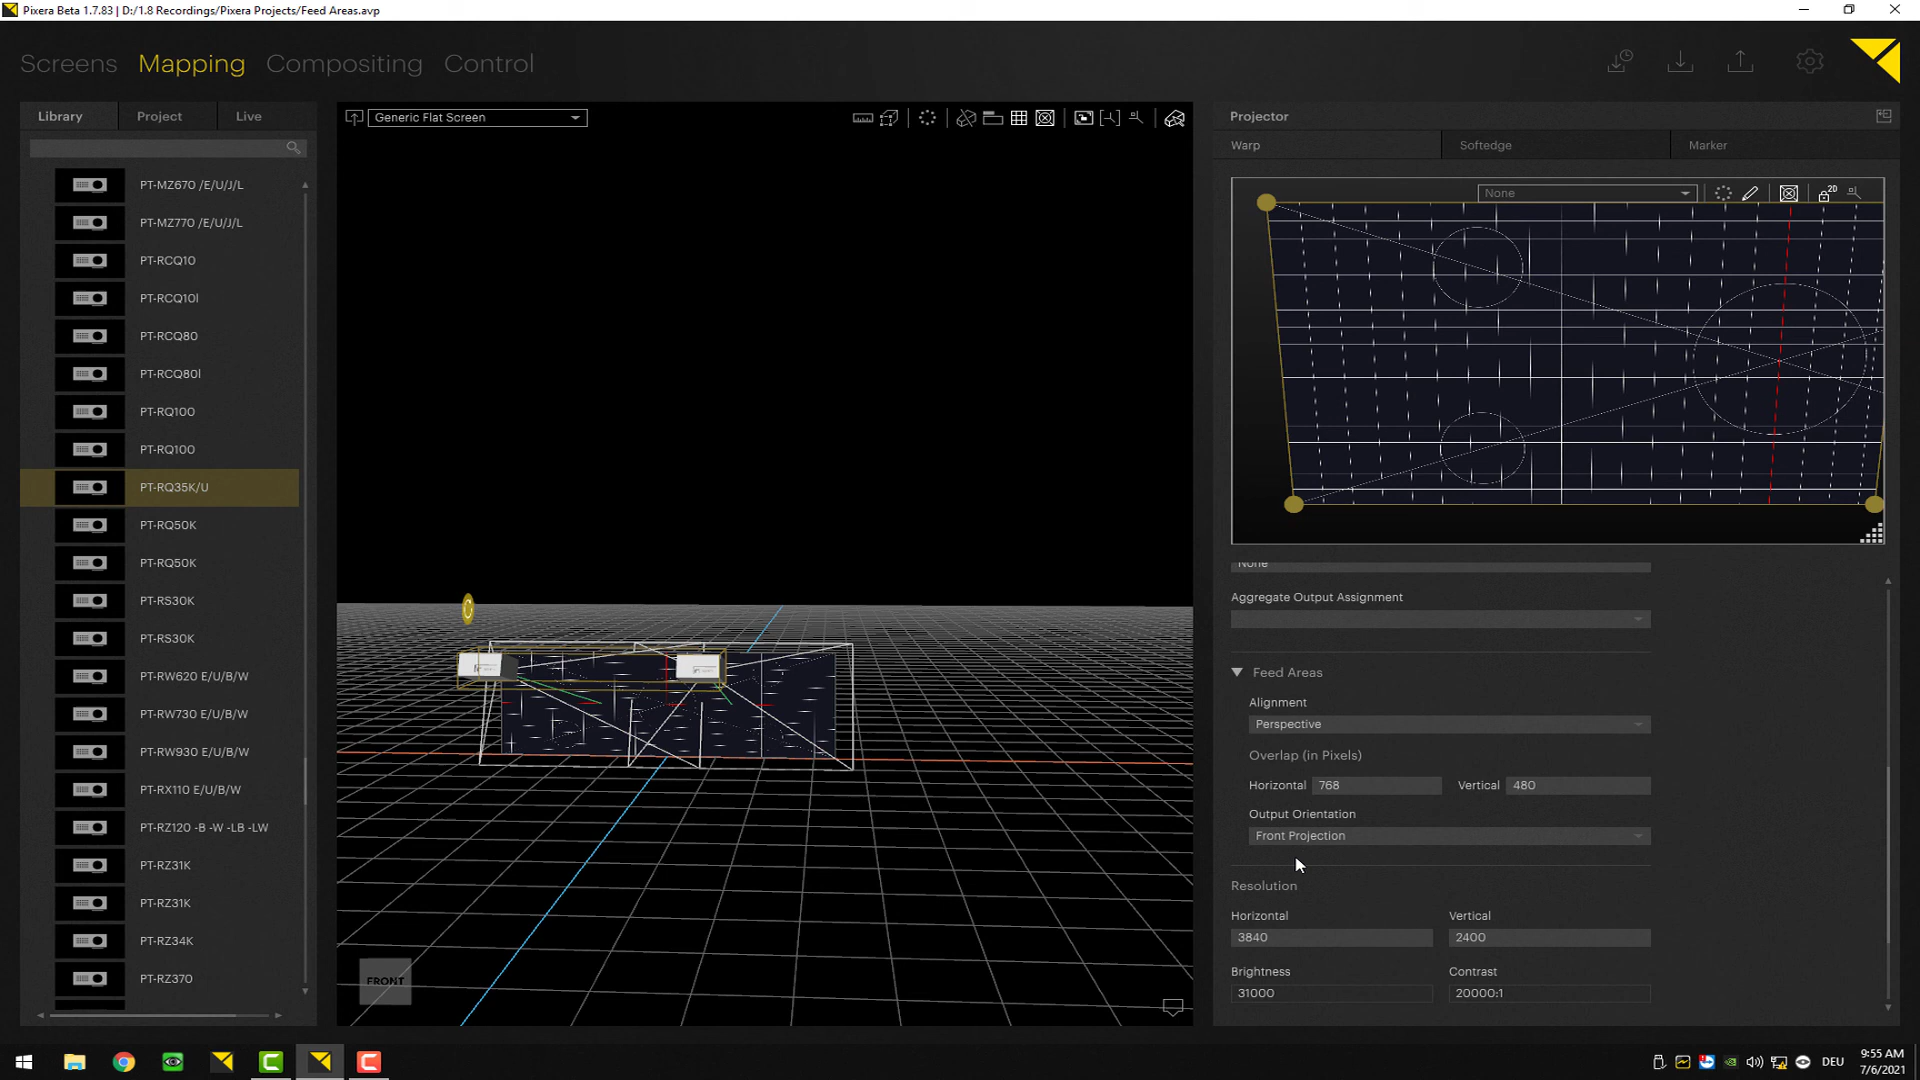 Pixera Beta 1.7.83 | D:/1.8 Recordings/Pixera Projects/Feed Areas.avp
Screens Mapping Compositing Control
Library Project Live
PT-MZ670 /E/U/J/L
PT-MZ770 /E/U/J/L
PT-RCQ10
PT-RCQ10l
PT-RCQ80
PT-RCQ80l
PT-RQ100
PT-RQ100
PT-RQ35K/U
PT-RQ50K
PT-RQ50K
PT-RS30K
PT-RS30K
PT-RW620 E/U/B/W
PT-RW730 E/U/B/W
PT-RW930 E/U/B/W
PT-RX110 E/U/B/W
PT-RZ120 -B -W -LB -LW
PT-RZ31K
PT-RZ31K
PT-RZ34K
PT-RZ370
Generic Flat Screen
FRONT
Projector
Warp Softedge Marker
None
2D
None
Aggregate Output Assignment
Feed Areas
Alignment
Perspective
Overlap (in Pixels)
Horizontal 768 Vertical 480
Output Orientation
Front Projection
Resolution
Horizontal Vertical
3840 2400
Brightness Contrast
31000 20000:1
DEU
9:55 AM
7/6/2021